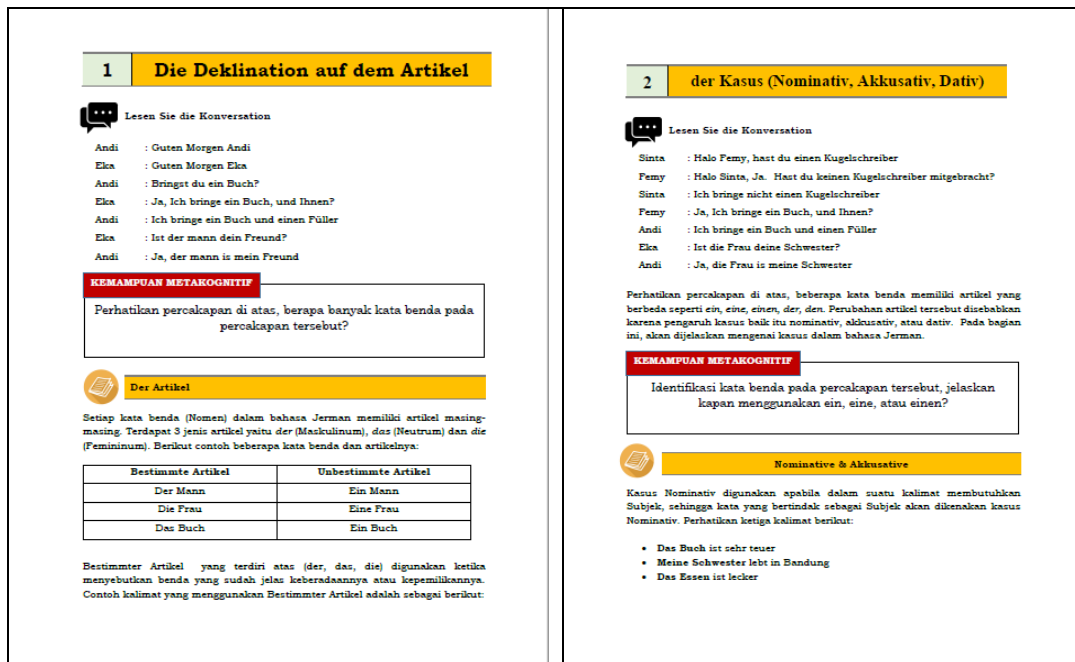 1 Die Deklination auf dem Artikel
Lesen Sie die Konversation
Andi : Guten Morgen Andi
Eka : Guten Morgen Eka
Andi : Bringst du ein Buch?
Eka : Ja, Ich bringe ein Buch, und Ihnen?
Andi : Ich bringe ein Buch und einen Füller
Eka : Ist der mann dein Freund?
Andi : Ja, der mann is mein Freund
KEMAMPUAN METAKOGNITIF
Perhatikan percakapan di atas, berapa banyak kata benda pada
percakapan tersebut?
Der Artikel
Setiap kata benda (Nomen) dalam bahasa Jerman memiliki artikel masing-
masing. Terdapat 3 jenis artikel yaitu der (Maskulinum), das (Neutrum) dan die
(Femininum). Berikut contoh beberapa kata benda dan artikelnya:
Bestimmte Artikel Unbestimmte Artikel
Der Mann Ein Mann
Die Frau Eine Frau
Das Buch Ein Buch
Bestimmter Artikel yang terdiri atas (der, das, die) digunakan ketika
menyebutkan benda yang sudah jelas keberadaannya atau kepemilikannya.
Contoh kalimat yang menggunakan Bestimmter Artikel adalah sebagai berikut:
2 der Kasus (Nominativ, Akkusativ, Dativ)
Lesen Sie die Konversation
Sinta : Halo Femy, hast du einen Kugelschreiber
Femy : Halo Sinta, Ja. Hast du keinen Kugelschreiber mitgebracht?
Sinta : Ich bringe nicht einen Kugelschreiber
Femy : Ja, Ich bringe ein Buch, und Ihnen?
Andi : Ich bringe ein Buch und einen Füller
Eka : Ist die Frau deine Schwester?
Andi : Ja, die Frau is meine Schwester
Perhatikan percakapan di atas, beberapa kata benda memiliki artikel yang
berbeda seperti ein, eine, einen, der, den. Perubahan artikel tersebut disebabkan
karena pengaruh kasus baik itu nominativ, akkusativ, atau dativ. Pada bagian
ini, akan dijelaskan mengenai kasus dalam bahasa Jerman.
KEMAMPUAN METAKOGNITIF
Identifikasi kata benda pada percakapan tersebut, jelaskan
kapan menggunakan ein, eine, atau einen?
Nominative & Akkusative
Kasus Nominativ digunakan apabila dalam suatu kalimat membutuhkan
Subjek, sehingga kata yang bertindak sebagai Subjek akan dikenakan kasus
Nominativ. Perhatikan ketiga kalimat berikut:
• Das Buch ist sehr teuer
• Meine Schwester lebt in Bandung
• Das Essen ist lecker